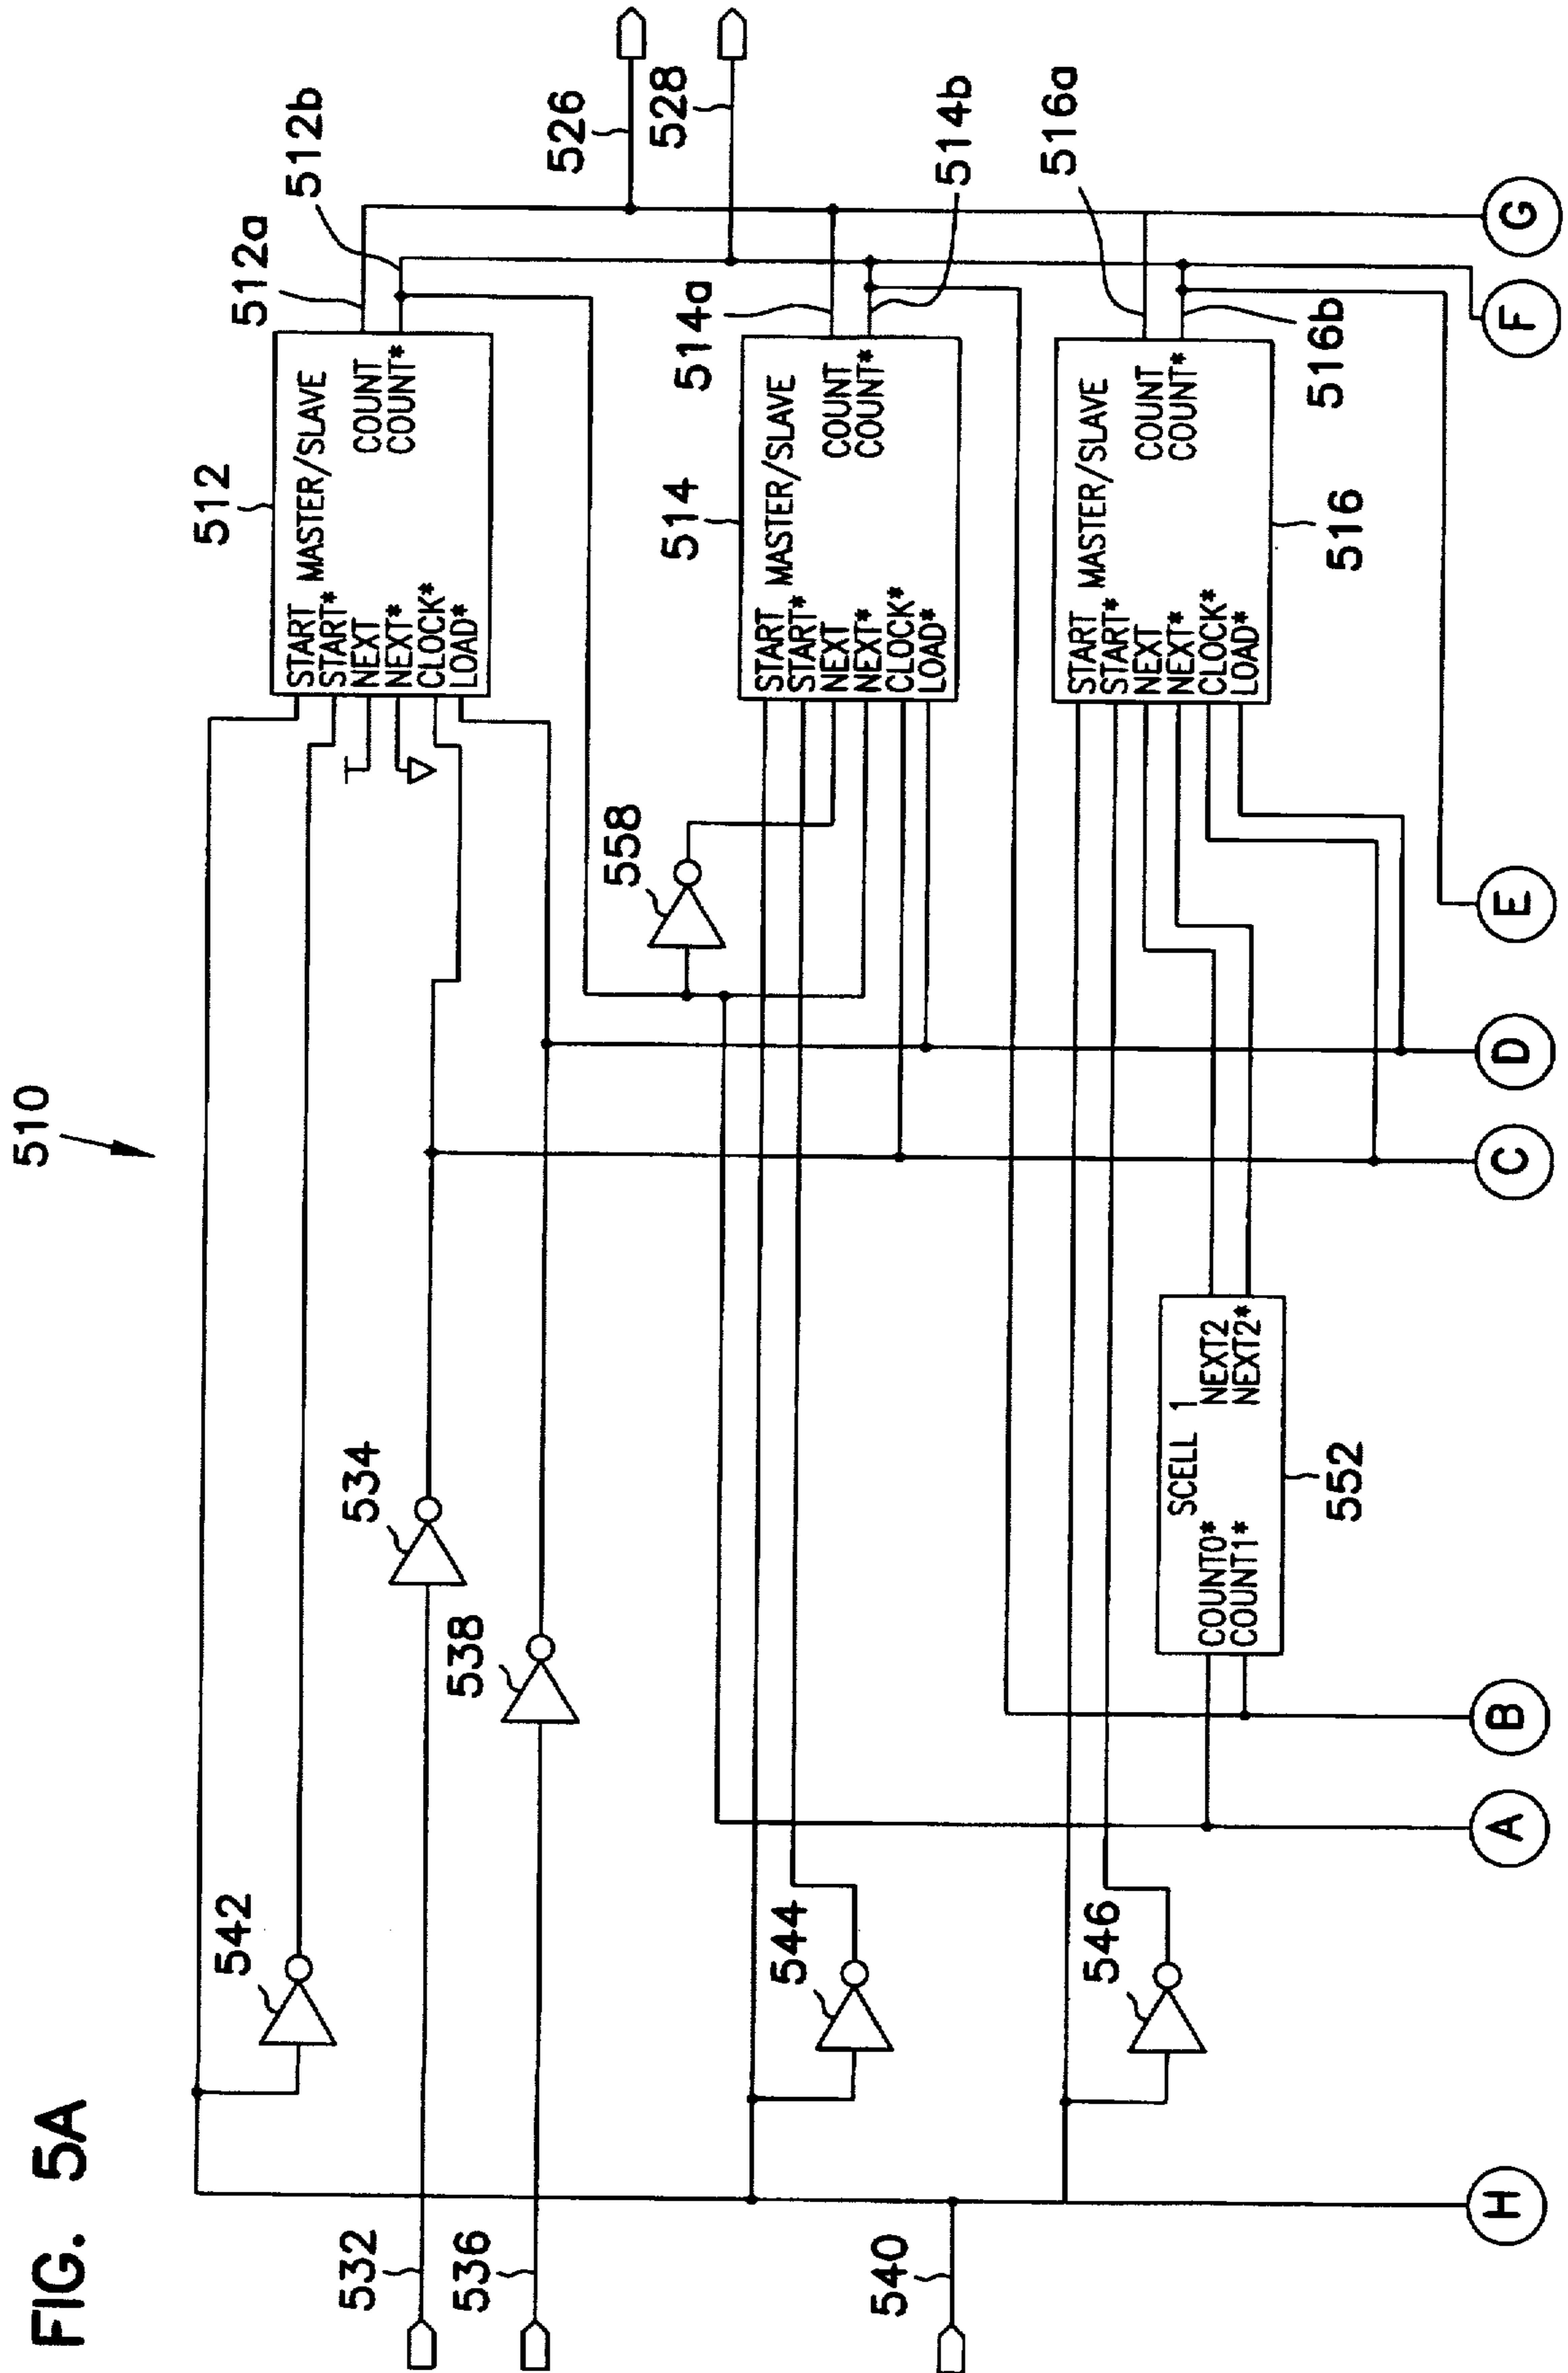 FIG. 5A
510
512
512a
512b
START
START*
NEXT
NEXT*
CLOCK*
LOAD*
MASTER/SLAVE
COUNT
COUNT*
526
528
532
534
536
538
540
542
558
514
514a
514b
START
START*
NEXT
NEXT*
CLOCK*
LOAD*
MASTER/SLAVE
COUNT
COUNT*
544
516
516a
516b
START
START*
NEXT
NEXT*
CLOCK*
LOAD*
MASTER/SLAVE
COUNT
COUNT*
546
552
SCELL 1
COUNT0*
COUNT1*
NEXT2
NEXT2*
H
A
B
C
D
E
F
G